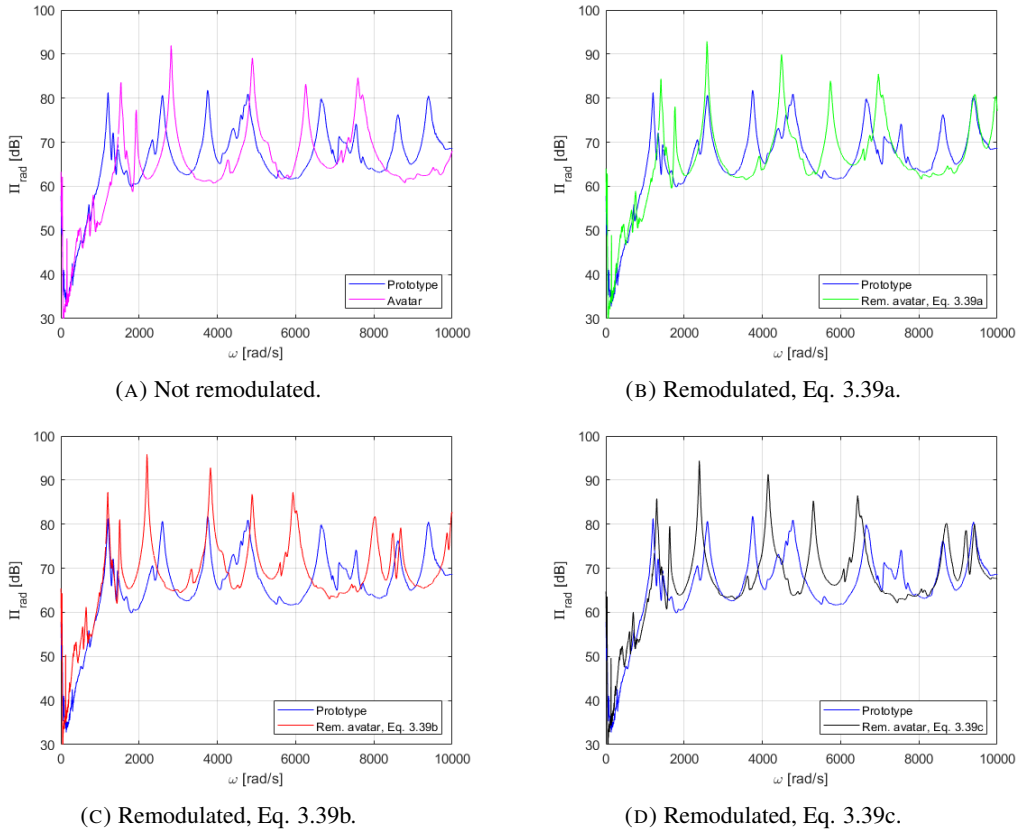 100
90
80
70
60
50
40
30
Π_rad [dB]
0 2000 4000 6000 8000 10000
ω [rad/s]
Prototype
Avatar
(A) Not remodulated.
100
90
80
70
60
50
40
30
Π_rad [dB]
0 2000 4000 6000 8000 10000
ω [rad/s]
Prototype
Rem. avatar, Eq. 3.39a
(B) Remodulated, Eq. 3.39a.
100
90
80
70
60
50
40
30
Π_rad [dB]
0 2000 4000 6000 8000 10000
ω [rad/s]
Prototype
Rem. avatar, Eq. 3.39b
(C) Remodulated, Eq. 3.39b.
100
90
80
70
60
50
40
30
Π_rad [dB]
0 2000 4000 6000 8000 10000
ω [rad/s]
Prototype
Rem. avatar, Eq. 3.39c
(D) Remodulated, Eq. 3.39c.